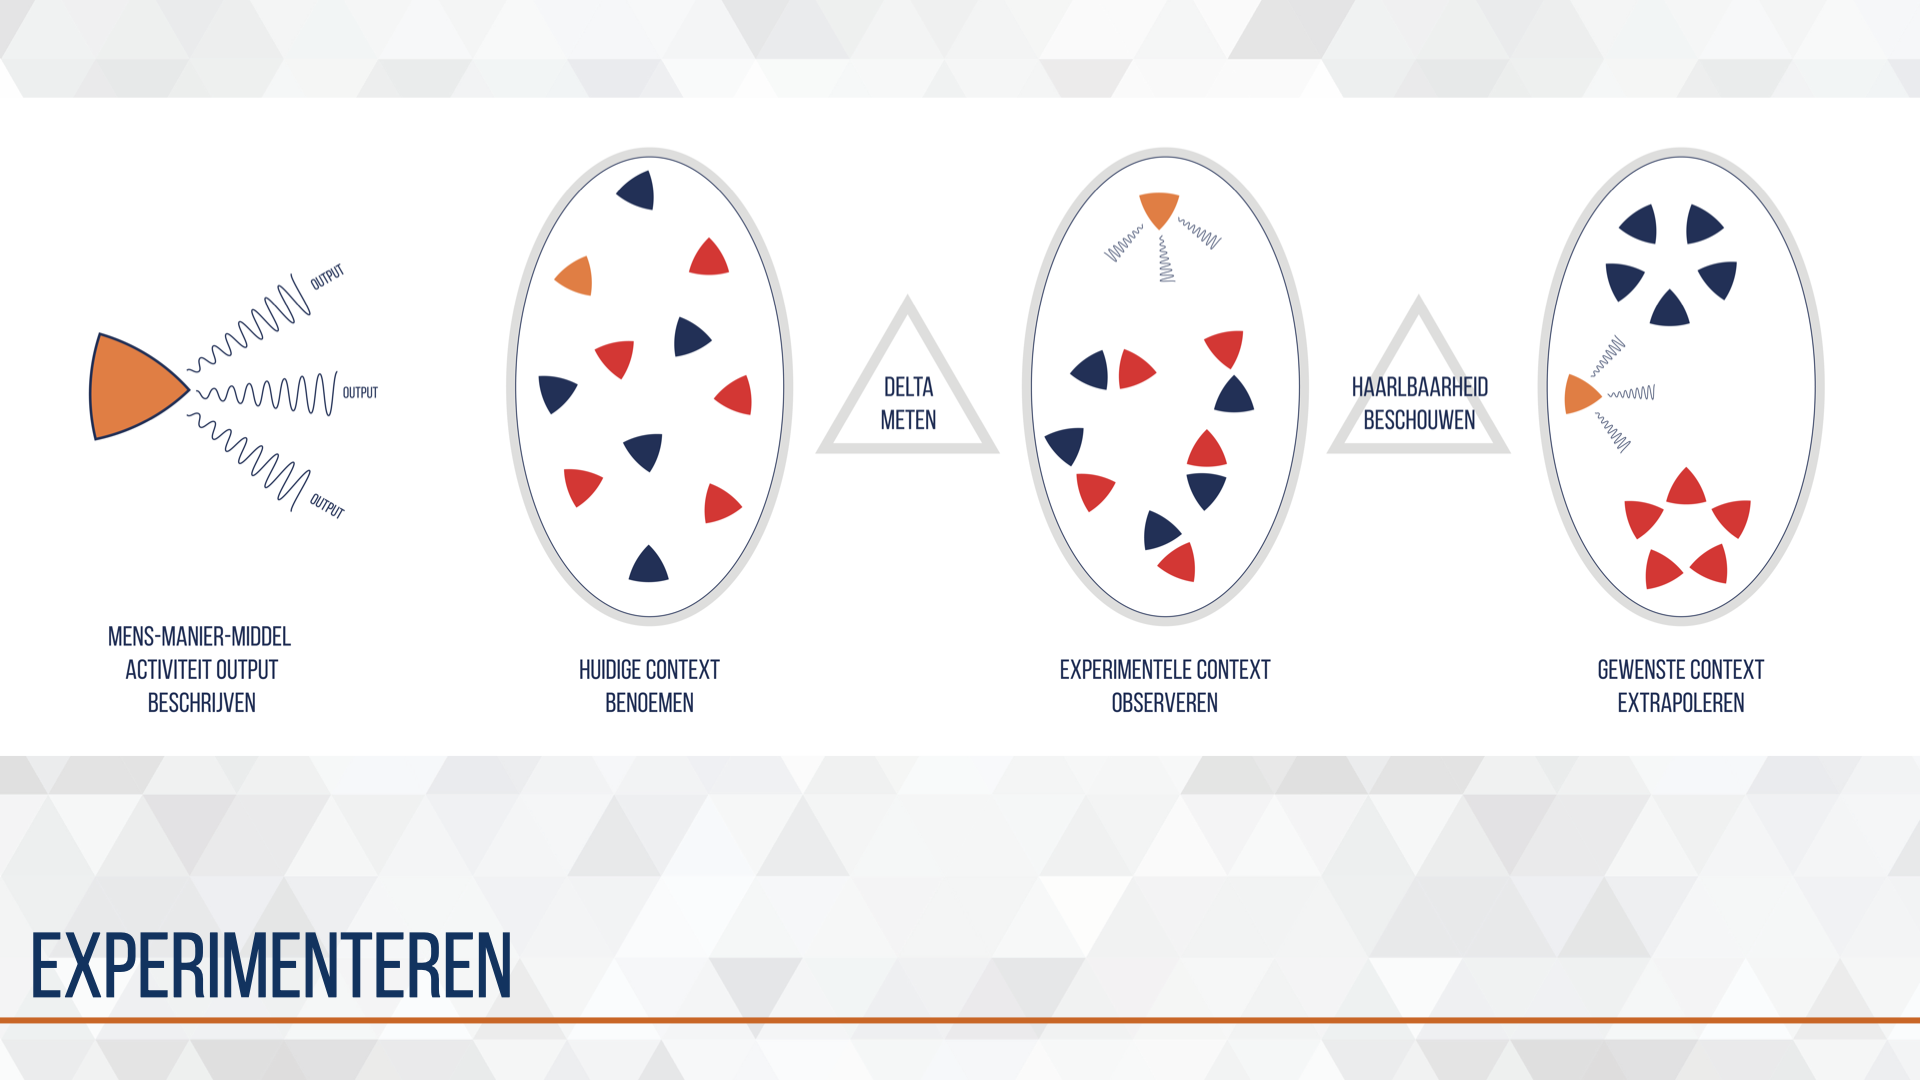 OUTPUT
OUTPUT
OUTPUT
MENS-MANIER-MIDDEL
ACTIVITEIT OUTPUT
BESCHRIJVEN
HUIDIGE CONTEXT
BENOEMEN
DELTA
METEN
EXPERIMENTELE CONTEXT
OBSERVEREN
HAARLBAARHEID
BESCHOUWEN
GEWENSTE CONTEXT
EXTRAPOLEREN
EXPERIMENTEREN